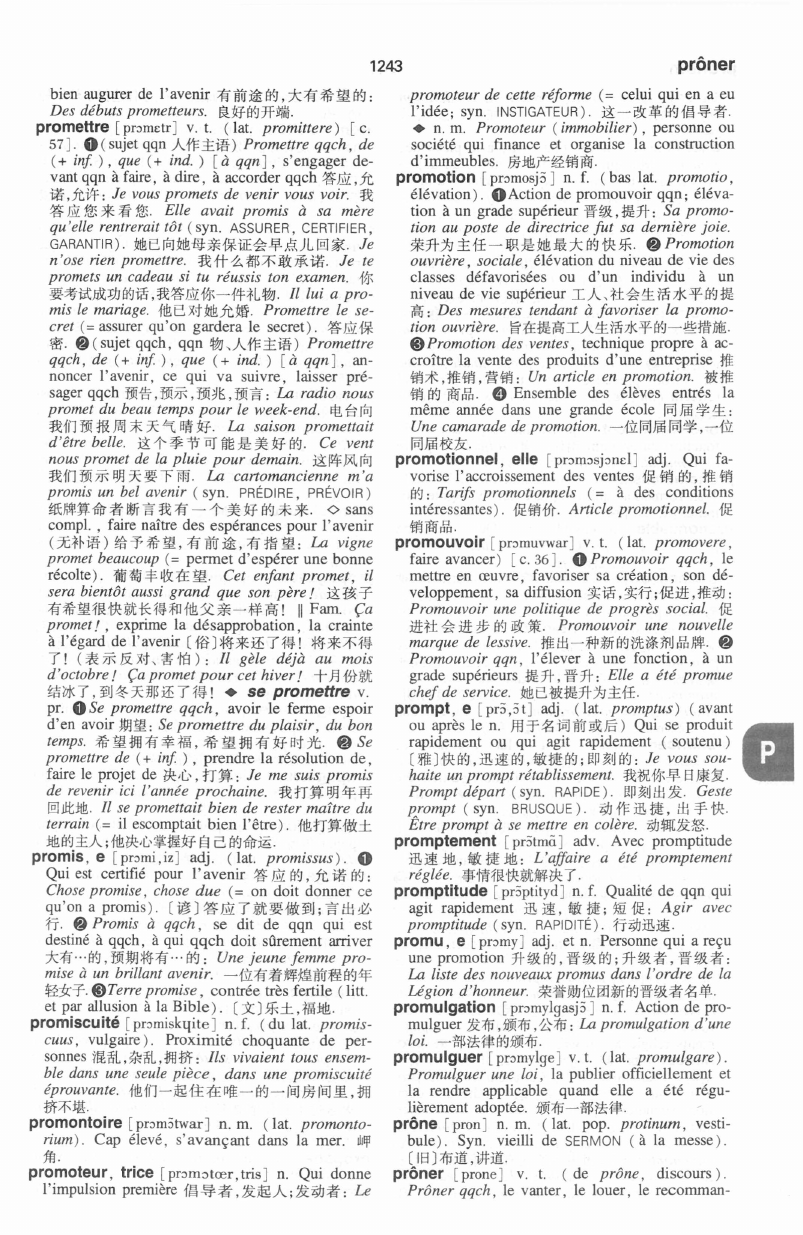 1243
prôner
bien augurer de l'avenir 有前途的,大有希望的:
Des débuts prometteurs. 良好的开端.
promettre [prɔmetr] v. t. (lat. promittere) [c.
57]. ❶(sujet qqn 人作主语) Promettre qqch, de
(+ inf.), que (+ ind.) [à qqn], s'engager de-
vant qqn à faire, à dire, à accorder qqch 答应,允
诺,允许: Je vous promets de venir vous voir. 我
答应您来看您. Elle avait promis à sa mère
qu'elle rentrerait tôt (syn. ASSURER, CERTIFIER,
GARANTIR). 她已向她母亲保证会早点儿回家. Je
n'ose rien promettre. 我什么都不敢承诺. Je te
promets un cadeau si tu réussis ton examen. 你
要考试成功的话,我答应你一件礼物. Il lui a pro-
mis le mariage. 他已对她允婚. Promettre le se-
cret (= assurer qu'on gardera le secret). 答应保
密. ❷(sujet qqch, qqn 物、人作主语) Promettre
qqch, de (+ inf.), que (+ ind.) [à qqn], an-
noncer l'avenir, ce qui va suivre, laisser pré-
sager qqch 预告,预示,预兆,预言: La radio nous
promet du beau temps pour le week-end. 电台向
我们预报周末天气晴好. La saison promettait
d'être belle. 这个季节可能是美好的. Ce vent
nous promet de la pluie pour demain. 这阵风向
我们预示明天要下雨. La cartomancienne m'a
promis un bel avenir (syn. PRÉDIRE, PRÉVOIR)
纸牌算命者断言我有一个美好的未来. ◇ sans
compl., faire naître des espérances pour l'avenir
(无补语) 给予希望,有前途,有指望: La vigne
promet beaucoup (= permet d'espérer une bonne
récolte). 葡萄丰收在望. Cet enfant promet, il
sera bientôt aussi grand que son père! 这孩子
有希望很快就长得和他父亲一样高! ‖ Fam. Ça
promet!, exprime la désapprobation, la crainte
à l'égard de l'avenir [俗]将来还了得! 将来不得
了! (表示反对、害怕): Il gèle déjà au mois
d'octobre! Ça promet pour cet hiver! 十月份就
结冰了,到冬天那还了得! ◆ se promettre v.
pr. ❶Se promettre qqch, avoir le ferme espoir
d'en avoir 期望: Se promettre du plaisir, du bon
temps. 希望拥有幸福,希望拥有好时光. ❷ Se
promettre de (+ inf.), prendre la résolution de,
faire le projet de 决心,打算: Je me suis promis
de revenir ici l'année prochaine. 我打算明年再
回此地. Il se promettait bien de rester maître du
terrain (= il escomptait bien l'être). 他打算做土
地的主人;他决心掌握好自己的命运.
promis, e [prɔmi,iz] adj. (lat. promissus). ❶
Qui est certifié pour l'avenir 答应的,允诺的:
Chose promise, chose due (= on doit donner ce
qu'on a promis). [谚]答应了就要做到;言出必
行. ❷ Promis à qqch, se dit de qqn qui est
destiné à qqch, à qui qqch doit sûrement arriver
大有…的,预期将有…的: Une jeune femme pro-
mise à un brillant avenir. 一位有着辉煌前程的年
轻女子. ❸Terre promise, contrée très fertile (litt.
et par allusion à la Bible). [文]乐土,福地.
promiscuité [prɔmiskɥite] n. f. (du lat. promis-
cuus, vulgaire). Proximité choquante de per-
sonnes 混乱,杂乱,拥挤: Ils vivaient tous ensem-
ble dans une seule pièce, dans une promiscuité
éprouvante. 他们一起住在唯一的一间房间里,拥
挤不堪.
promontoire [prɔmɔ̃twar] n. m. (lat. promonto-
rium). Cap élevé, s'avançant dans la mer. 岬
角.
promoteur, trice [prɔmɔtœr,tris] n. Qui donne
l'impulsion première 倡导者,发起人;发动者: Le
promoteur de cette réforme (= celui qui en a eu
l'idée; syn. INSTIGATEUR). 这一改革的倡导者.
◆ n. m. Promoteur (immobilier), personne ou
société qui finance et organise la construction
d'immeubles. 房地产经销商.
promotion [prɔmosjɔ̃] n. f. (bas lat. promotio,
élévation). ❶Action de promouvoir qqn; éléva-
tion à un grade supérieur 晋级,提升: Sa promo-
tion au poste de directrice fut sa dernière joie.
荣升为主任一职是她最大的快乐. ❷ Promotion
ouvrière, sociale, élévation du niveau de vie des
classes défavorisées ou d'un individu à un
niveau de vie supérieur 工人、社会生活水平的提
高: Des mesures tendant à favoriser la promo-
tion ouvrière. 旨在提高工人生活水平的一些措施.
❸Promotion des ventes, technique propre à ac-
croître la vente des produits d'une entreprise 推
销术,推销,营销: Un article en promotion. 被推
销的商品. ❹ Ensemble des élèves entrés la
même année dans une grande école 同届学生:
Une camarade de promotion. 一位同届同学,一位
同届校友.
promotionnel, elle [prɔmɔsjɔnɛl] adj. Qui fa-
vorise l'accroissement des ventes 促销的,推销
的: Tarifs promotionnels (= à des conditions
intéressantes). 促销价. Article promotionnel. 促
销商品.
promouvoir [prɔmuvwar] v. t. (lat. promovere,
faire avancer) [c. 36]. ❶ Promouvoir qqch, le
mettre en œuvre, favoriser sa création, son dé-
veloppement, sa diffusion 实话,实行;促进,推动:
Promouvoir une politique de progrès social. 促
进社会进步的政策. Promouvoir une nouvelle
marque de lessive. 推出一种新的洗涤剂品牌. ❷
Promouvoir qqn, l'élever à une fonction, à un
grade supérieurs 提升,晋升: Elle a été promue
chef de service. 她已被提升为主任.
prompt, e [prɔ̃,ɔ̃t] adj. (lat. promptus) (avant
ou après le n. 用于名词前或后) Qui se produit
rapidement ou qui agit rapidement (soutenu)
[雅]快的,迅速的,敏捷的;即刻的: Je vous sou-
haite un prompt rétablissement. 我祝你早日康复.
Prompt départ (syn. RAPIDE). 即刻出发. Geste
prompt (syn. BRUSQUE). 动作迅捷,出手快.
Être prompt à se mettre en colère. 动辄发怒.
promptement [prɔ̃tmɑ̃] adv. Avec promptitude
迅速地,敏捷地: L'affaire a été promptement
réglée. 事情很快就解决了.
promptitude [prɔ̃ptityd] n. f. Qualité de qqn qui
agit rapidement 迅速,敏捷;短促: Agir avec
promptitude (syn. RAPIDITÉ). 行动迅速.
promu, e [prɔmy] adj. et n. Personne qui a reçu
une promotion 升级的,晋级的;升级者,晋级者:
La liste des nouveaux promus dans l'ordre de la
Légion d'honneur. 荣誉勋位团新的晋级者名单.
promulgation [prɔmylgasjɔ̃] n. f. Action de pro-
mulguer 发布,颁布,公布: La promulgation d'une
loi. 一部法律的颁布.
promulguer [prɔmylge] v. t. (lat. promulgare).
Promulguer une loi, la publier officiellement et
la rendre applicable quand elle a été régu-
lièrement adoptée. 颁布一部法律.
prône [pron] n. m. (lat. pop. protinum, vesti-
bule). Syn. vieilli de SERMON (à la messe).
[旧]布道,讲道.
prôner [prone] v. t. (de prône, discours).
Prôner qqch, le vanter, le louer, le recomman-
P